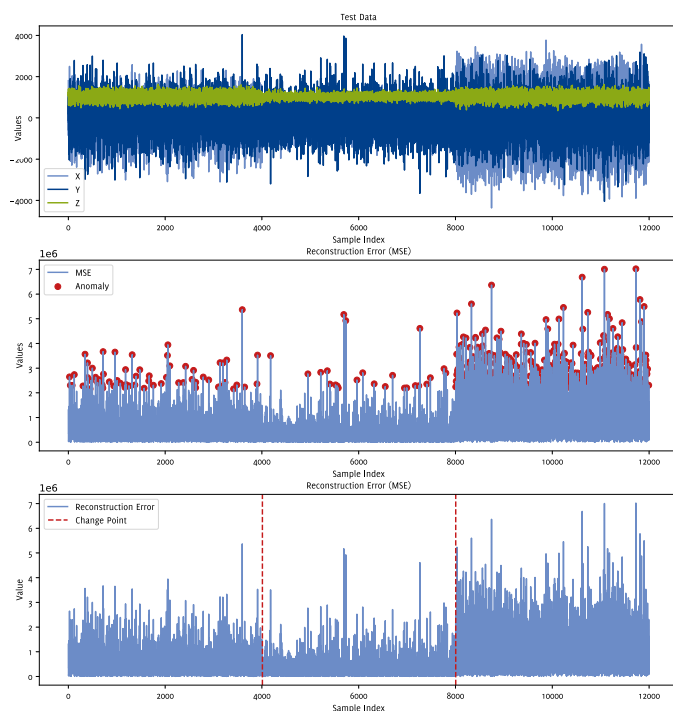 Test Data
4000
2000
0
−2000
−4000
Values
X
Y
Z
0 2000 4000 6000 8000 10000 12000
Sample Index
Reconstruction Error (MSE)
1e6
7
6
5
4
3
2
1
0
Values
MSE
Anomaly
0 2000 4000 6000 8000 10000 12000
Sample Index
Reconstruction Error (MSE)
1e6
7
6
5
4
3
2
1
0
Value
Reconstruction Error
Change Point
0 2000 4000 6000 8000 10000 12000
Sample Index